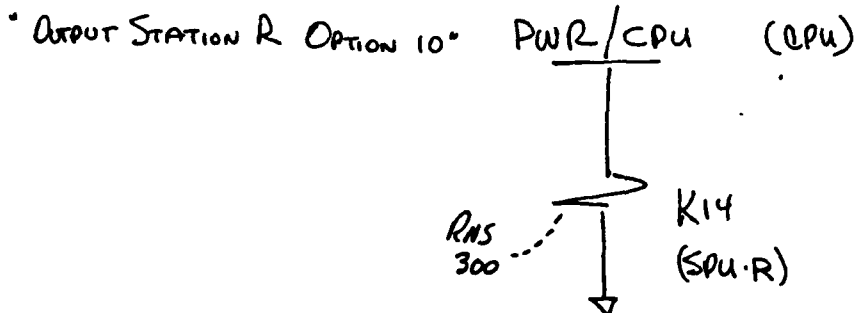 "OUTPUT STATION R OPTION 10" PWR/CPU (CPU)
RNS
300
K14
(SPU·R)